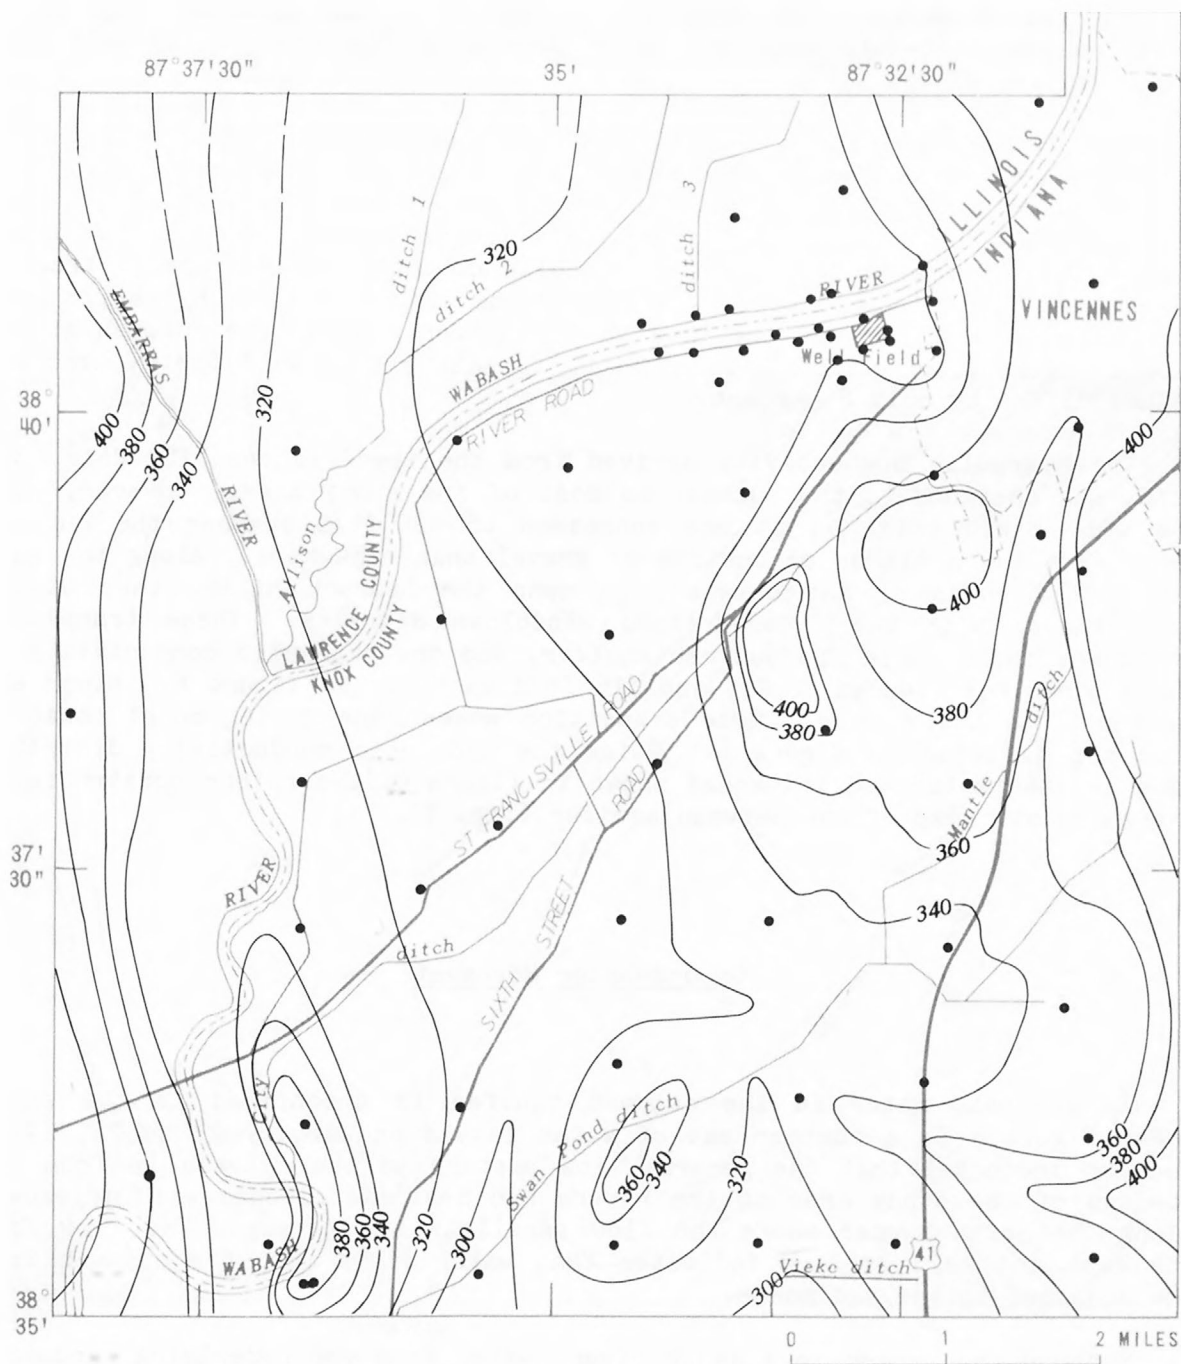 87°37'30" 35' 87°32'30"
ILLINOIS
INDIANA
ditch 1
ditch 2
ditch 3
320
RIVER
VINCENNES
EMBARRAS
WABASH
RIVER ROAD
Well Field
38°
40'
400
380
360
340
320
400
RIVER
Allison
LAWRENCE COUNTY
KNOX COUNTY
400
380
400
380
ST FRANCISVILLE ROAD
ROAD
Mantle ditch
360
37'
30"
RIVER
340
ditch
SIXTH STREET
City
Swan Pond ditch
360
340
320
360
380
400
380
360
340
320
300
WABASH
41
Vieke ditch
300
38°
35'
0 1 2 MILES